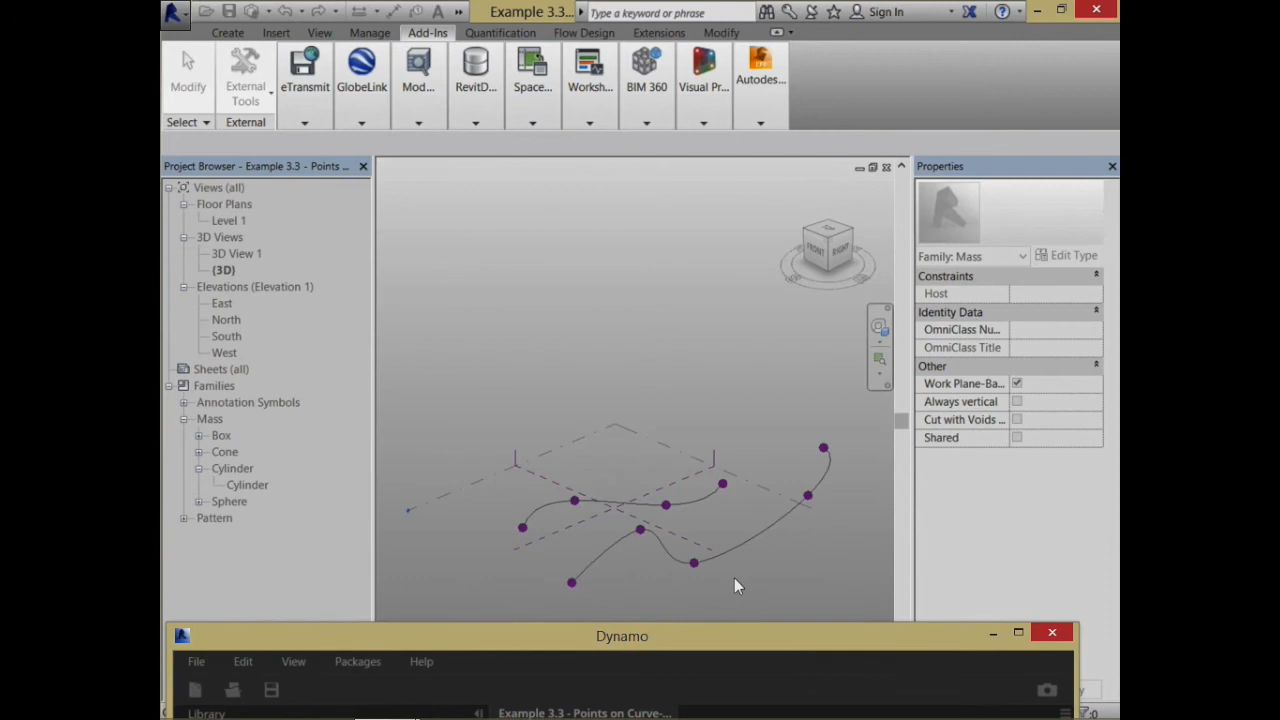 Example 3.3...
Type a keyword or phrase
Sign In
Create Insert View Manage Add-Ins Quantification Flow Design Extensions Modify
Modify
External Tools
eTransmit
GlobeLink
Mod...
RevitD...
Space...
Worksh...
BIM 360
Visual Pr...
Autodes...
Select
External
Project Browser - Example 3.3 - Points ...
Views (all)
Floor Plans
Level 1
3D Views
3D View 1
(3D)
Elevations (Elevation 1)
East
North
South
West
Sheets (all)
Families
Annotation Symbols
Mass
Box
Cone
Cylinder
Cylinder
Sphere
Pattern
TOP
FRONT
RIGHT
Properties
Family: Mass
Edit Type
Constraints
Host
Identity Data
OmniClass Nu...
OmniClass Title
Other
Work Plane-Ba...
Always vertical
Cut with Voids ...
Shared
Dynamo
File Edit View Packages Help
Library
Example 3.3 - Points on Curve-...
:0